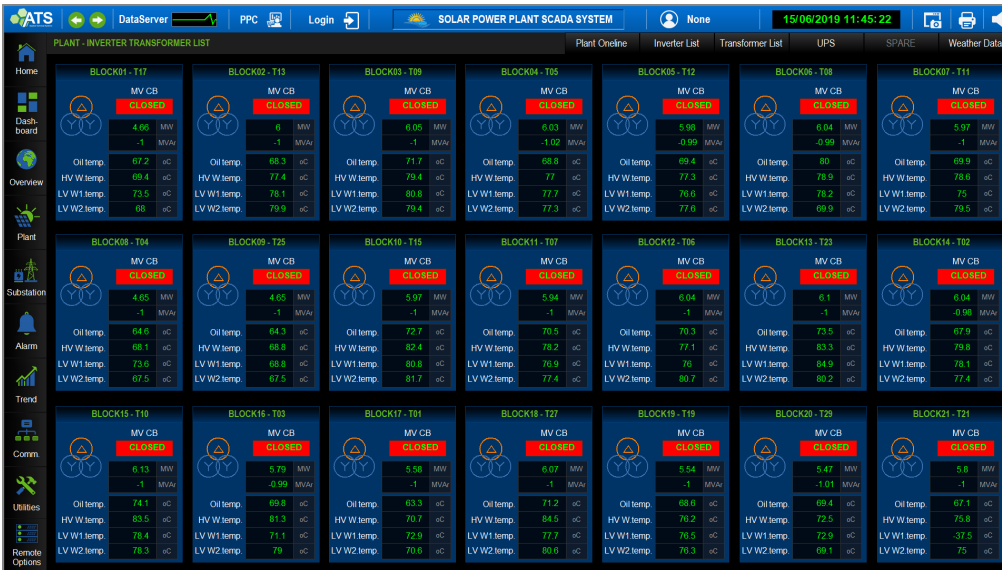 ATS DataServer PPC Login SOLAR POWER PLANT SCADA SYSTEM None 15/06/2019 11:45:22
PLANT - INVERTER TRANSFORMER LIST Plant Oneline Inverter List Transformer List UPS SPARE Weather Data
Home
Dash-
board
Overview
Plant
Substation
Alarm
Trend
Comm.
Utilities
Remote
Options
BLOCK01 - T17 BLOCK02 - T13 BLOCK03 - T09 BLOCK04 - T05 BLOCK05 - T12 BLOCK06 - T08 BLOCK07 - T11
MV CB MV CB MV CB MV CB MV CB MV CB MV CB
CLOSED CLOSED CLOSED CLOSED CLOSED CLOSED CLOSED
4.66 MW 6 MW 6.05 MW 6.03 MW 5.98 MW 6.04 MW 5.97 MW
-1 MVAr -1 MVAr -1 MVAr -1.02 MVAr -0.99 MVAr -0.99 MVAr -1 MVAr
Oil temp. 67.2 oC Oil temp. 68.3 oC Oil temp. 71.7 oC Oil temp. 68.8 oC Oil temp. 69.4 oC Oil temp. 80 oC Oil temp. 69.9 oC
HV W.temp. 69.4 oC HV W.temp. 77.4 oC HV W.temp. 79.4 oC HV W.temp. 77 oC HV W.temp. 77.3 oC HV W.temp. 78.9 oC HV W.temp. 78.6 oC
LV W1.temp. 73.5 oC LV W1.temp. 78.1 oC LV W1.temp. 80.8 oC LV W1.temp. 77.7 oC LV W1.temp. 76.6 oC LV W1.temp. 78.2 oC LV W1.temp. 75 oC
LV W2.temp. 68 oC LV W2.temp. 79.9 oC LV W2.temp. 79.4 oC LV W2.temp. 77.3 oC LV W2.temp. 77.6 oC LV W2.temp. 69.9 oC LV W2.temp. 79.5 oC
BLOCK08 - T04 BLOCK09 - T25 BLOCK10 - T15 BLOCK11 - T07 BLOCK12 - T06 BLOCK13 - T23 BLOCK14 - T02
MV CB MV CB MV CB MV CB MV CB MV CB MV CB
CLOSED CLOSED CLOSED CLOSED CLOSED CLOSED CLOSED
4.65 MW 4.65 MW 5.97 MW 5.94 MW 6.04 MW 6.1 MW 6.04 MW
-1 MVAr -1 MVAr -1 MVAr -1 MVAr -1 MVAr -1 MVAr -0.98 MVAr
Oil temp. 64.6 oC Oil temp. 64.3 oC Oil temp. 72.7 oC Oil temp. 70.5 oC Oil temp. 70.3 oC Oil temp. 73.5 oC Oil temp. 67.9 oC
HV W.temp. 68.1 oC HV W.temp. 68.8 oC HV W.temp. 82.4 oC HV W.temp. 78.2 oC HV W.temp. 77.1 oC HV W.temp. 83.3 oC HV W.temp. 79.8 oC
LV W1.temp. 73.6 oC LV W1.temp. 68.8 oC LV W1.temp. 80.8 oC LV W1.temp. 76.9 oC LV W1.temp. 76 oC LV W1.temp. 84.9 oC LV W1.temp. 78.1 oC
LV W2.temp. 67.5 oC LV W2.temp. 67.5 oC LV W2.temp. 81.7 oC LV W2.temp. 77.4 oC LV W2.temp. 80.7 oC LV W2.temp. 80.2 oC LV W2.temp. 77.4 oC
BLOCK15 - T10 BLOCK16 - T03 BLOCK17 - T01 BLOCK18 - T27 BLOCK19 - T19 BLOCK20 - T29 BLOCK21 - T21
MV CB MV CB MV CB MV CB MV CB MV CB MV CB
CLOSED CLOSED CLOSED CLOSED CLOSED CLOSED CLOSED
6.13 MW 5.79 MW 5.58 MW 6.07 MW 5.54 MW 5.47 MW 5.8 MW
-1 MVAr -0.99 MVAr -1 MVAr -1 MVAr -1 MVAr -1.01 MVAr -1 MVAr
Oil temp. 74.1 oC Oil temp. 69.8 oC Oil temp. 63.3 oC Oil temp. 71.2 oC Oil temp. 68.6 oC Oil temp. 69.4 oC Oil temp. 67.1 oC
HV W.temp. 83.5 oC HV W.temp. 81.3 oC HV W.temp. 70.7 oC HV W.temp. 84.5 oC HV W.temp. 76.2 oC HV W.temp. 72.5 oC HV W.temp. 75.8 oC
LV W1.temp. 78.4 oC LV W1.temp. 71.1 oC LV W1.temp. 72.9 oC LV W1.temp. 77.7 oC LV W1.temp. 76.5 oC LV W1.temp. 72.9 oC LV W1.temp. -37.5 oC
LV W2.temp. 78.3 oC LV W2.temp. 79 oC LV W2.temp. 70.6 oC LV W2.temp. 80.6 oC LV W2.temp. 76.3 oC LV W2.temp. 69.1 oC LV W2.temp. 75 oC